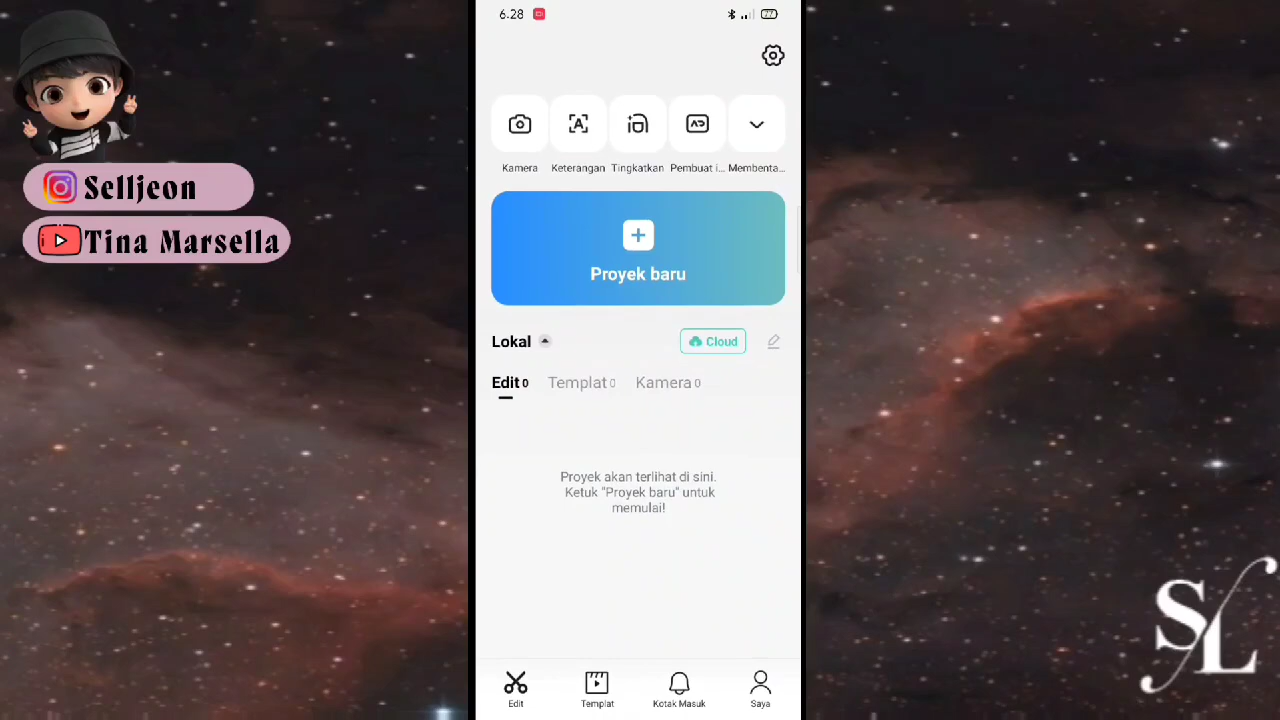 Selljeon
Tina Marsella
6.28
27
Kamera
Keterangan
Tingkatkan
Pembuat i...
Membenta...
Proyek baru
Lokal
Cloud
Edit 0
Templat 0
Kamera 0
Proyek akan terlihat di sini.
Ketuk "Proyek baru" untuk
memulai!
Edit
Templat
Kotak Masuk
Saya
SL